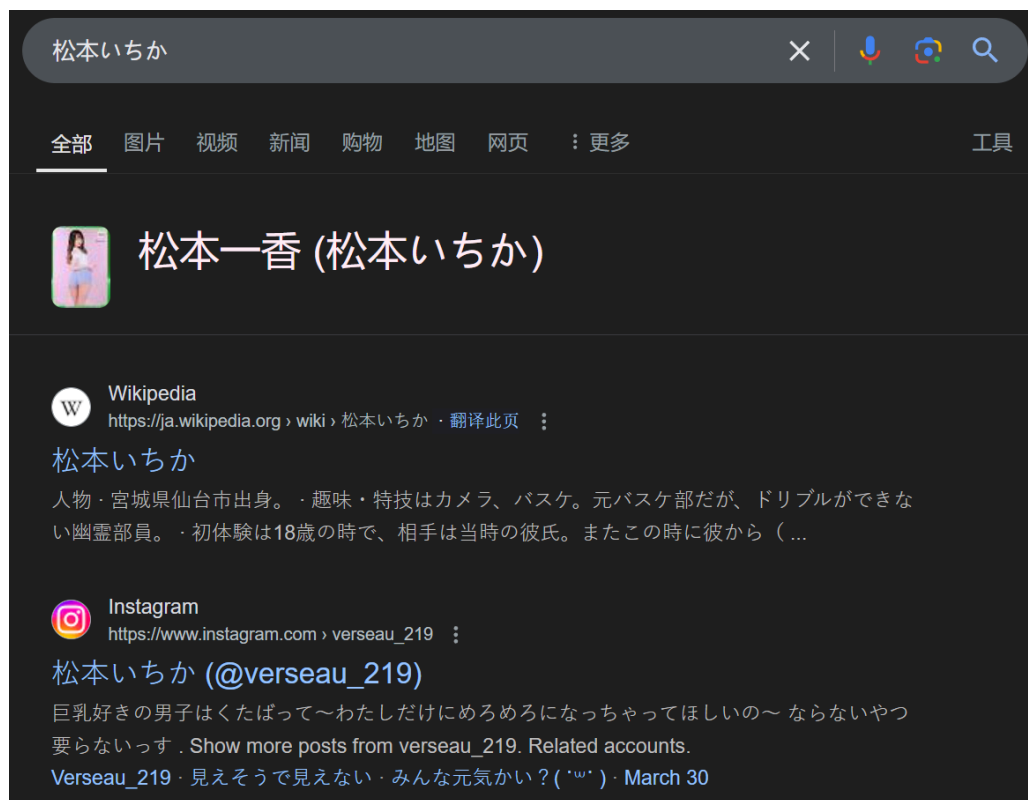 松本いちか
全部 图片 视频 新闻 购物 地图 网页 更多 工具
松本一香 (松本いちか)
Wikipedia
https://ja.wikipedia.org › wiki › 松本いちか · 翻译此页
松本いちか
人物 · 宮城県仙台市出身。 · 趣味・特技はカメラ、バスケ。元バスケ部だが、ドリブルができな
い幽霊部員。 · 初体験は18歳の時で、相手は当時の彼氏。またこの時に彼から（ ...
Instagram
https://www.instagram.com › verseau_219
松本いちか (@verseau_219)
巨乳好きの男子はくたばって〜わたしだけにめろめろになっちゃってほしいの〜 ならないやつ
要らないっす . Show more posts from verseau_219. Related accounts.
Verseau_219 · 見えそうで見えない · みんな元気かい？( ˙꒳˙ ) · March 30